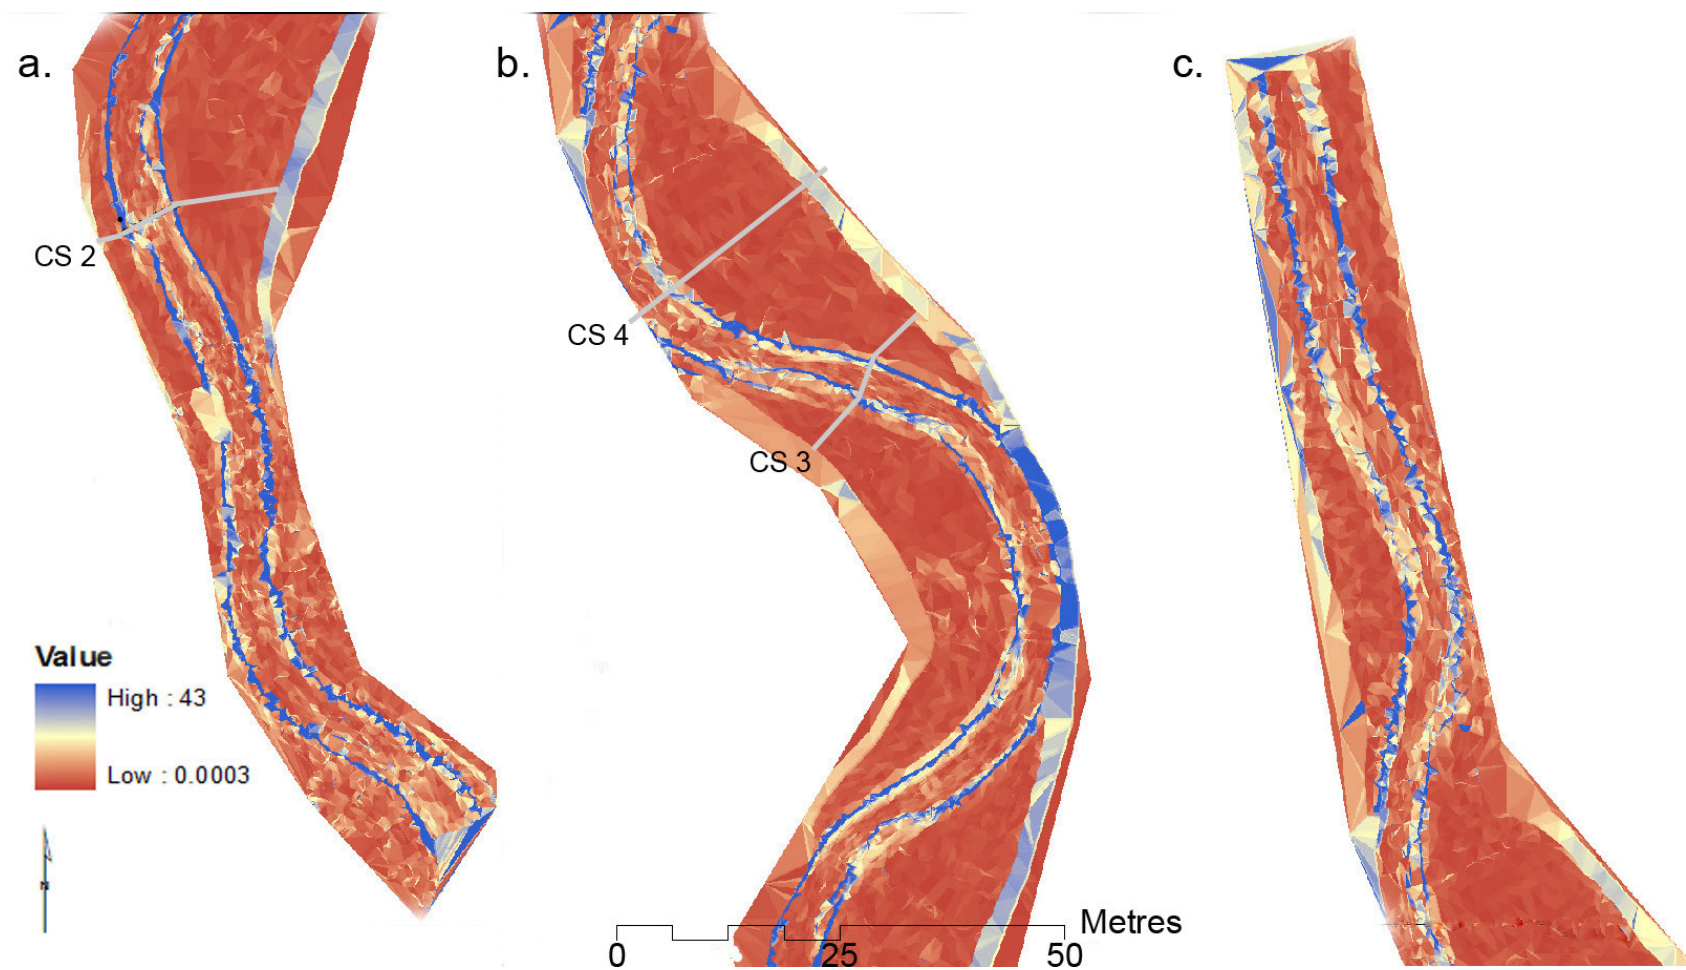 a.
b.
c.
CS 2
CS 4
CS 3
Value
High : 43
Low : 0.0003
N
Metres
0
25
50